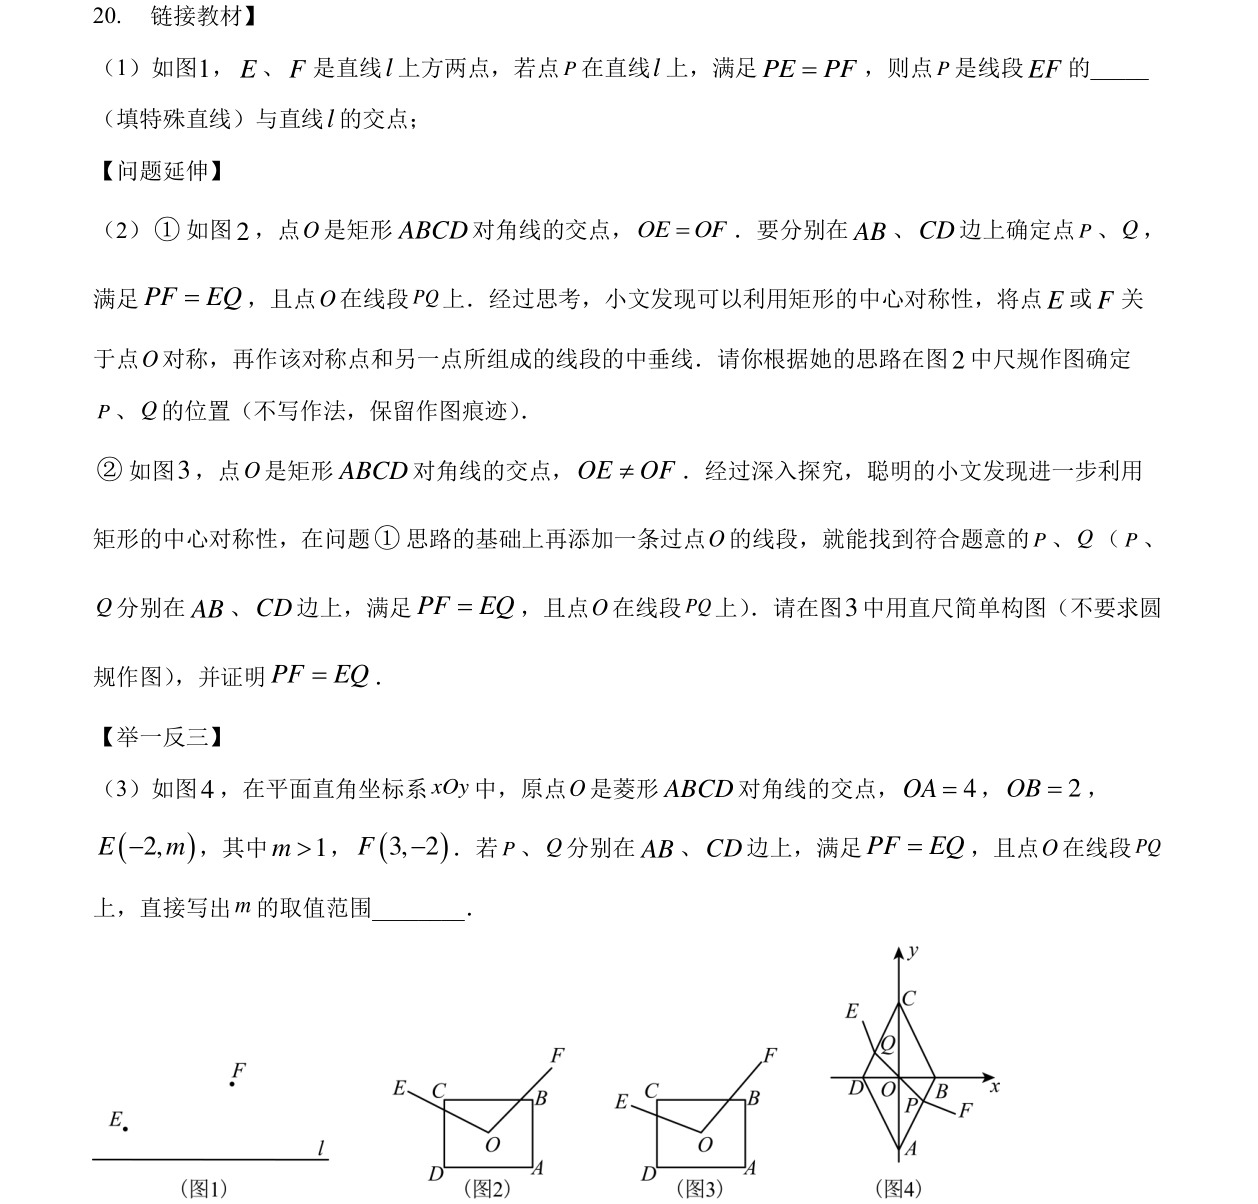 20. 链接教材】
（1）如图1，E、F是直线l上方两点，若点P在直线l上，满足PE=PF，则点P是线段EF的_____
（填特殊直线）与直线l的交点；
【问题延伸】
（2）①如图2，点O是矩形ABCD对角线的交点，OE=OF．要分别在AB、CD边上确定点P、Q，
满足PF=EQ，且点O在线段PQ上．经过思考，小文发现可以利用矩形的中心对称性，将点E或F关
于点O对称，再作该对称点和另一点所组成的线段的中垂线．请你根据她的思路在图2中尺规作图确定
P、Q的位置（不写作法，保留作图痕迹）．
②如图3，点O是矩形ABCD对角线的交点，OE≠OF．经过深入探究，聪明的小文发现进一步利用
矩形的中心对称性，在问题①思路的基础上再添加一条过点O的线段，就能找到符合题意的P、Q（P、
Q分别在AB、CD边上，满足PF=EQ，且点O在线段PQ上）．请在图3中用直尺简单构图（不要求圆
规作图），并证明PF=EQ．
【举一反三】
（3）如图4，在平面直角坐标系xOy中，原点O是菱形ABCD对角线的交点，OA=4，OB=2，
E(−2,m)，其中m>1，F(3,−2)．若P、Q分别在AB、CD边上，满足PF=EQ，且点O在线段PQ
上，直接写出m的取值范围________．
F
E
l
（图1）
F
E
C
B
O
D
A
（图2）
F
E
C
B
O
D
A
（图3）
y
C
E
Q
D
O
B
x
P
F
A
（图4）